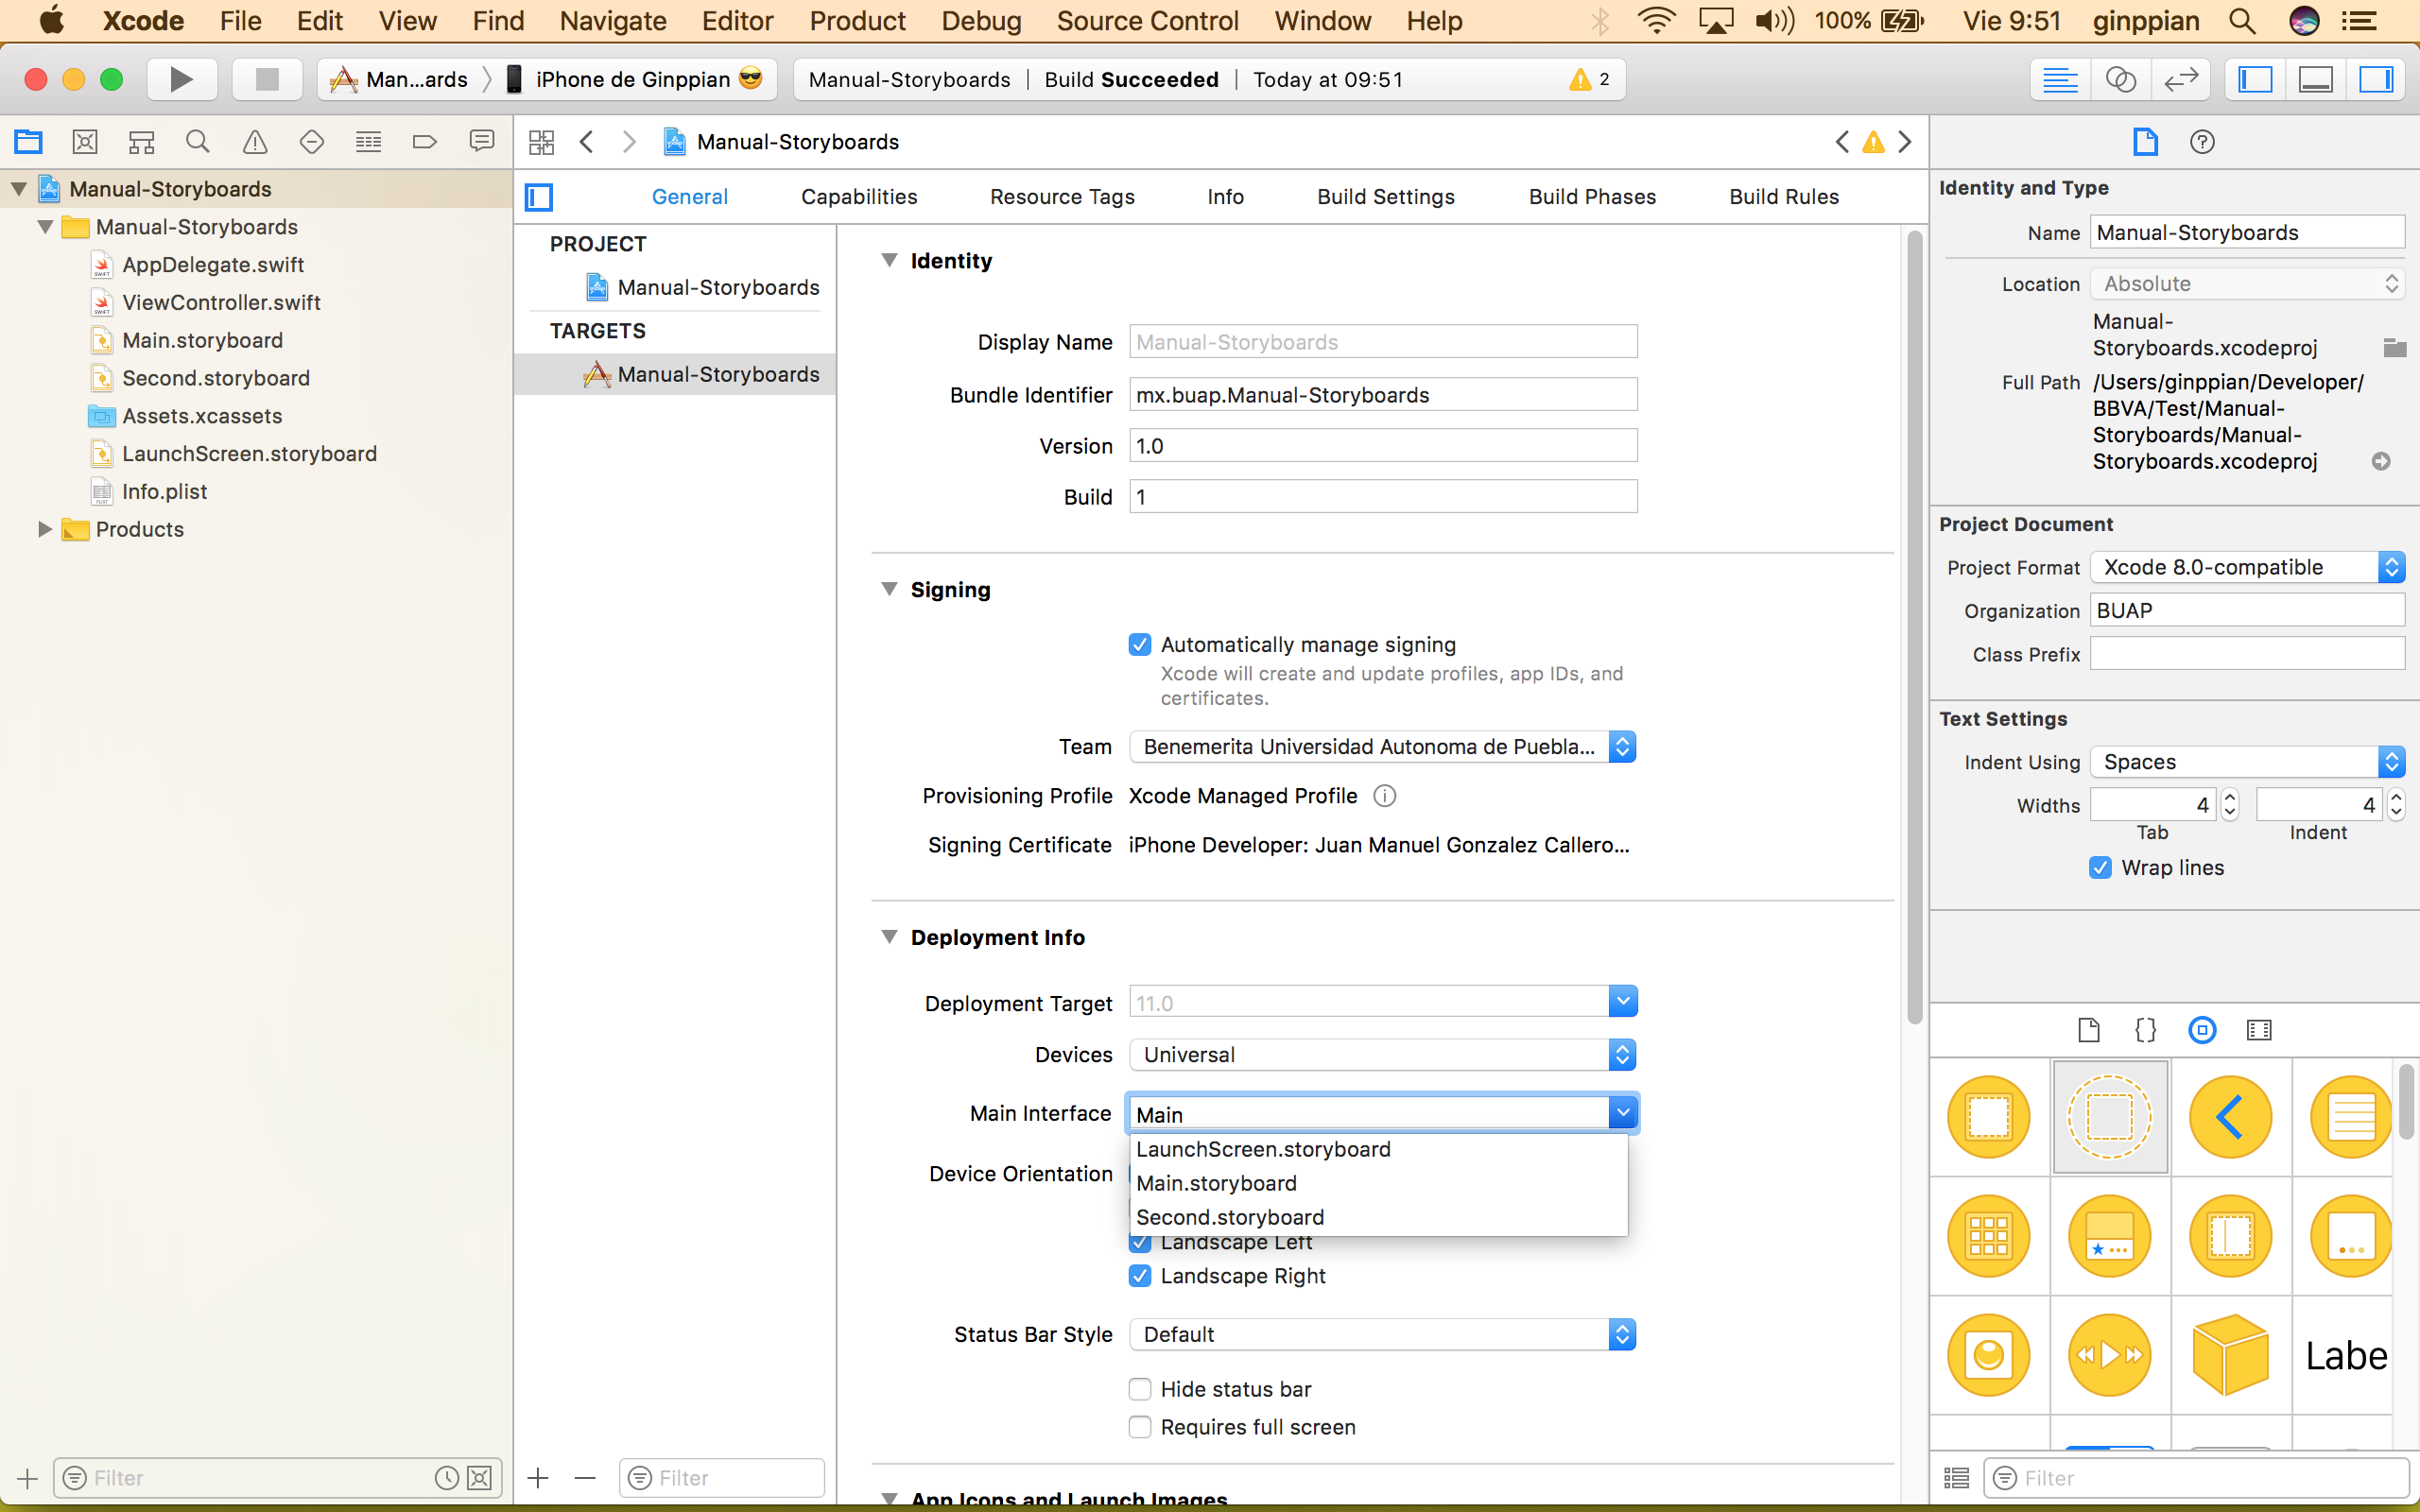 Xcode File Edit View Find Navigate Editor Product Debug Source Control Window Help 100% Vie 9:51 ginppian
Man...ards iPhone de Ginppian 😎 Manual-Storyboards Build Succeeded Today at 09:51 2
Manual-Storyboards
Manual-Storyboards
AppDelegate.swift
ViewController.swift
Main.storyboard
Second.storyboard
Assets.xcassets
LaunchScreen.storyboard
Info.plist
Products
Filter
Manual-Storyboards
General Capabilities Resource Tags Info Build Settings Build Phases Build Rules
PROJECT
Manual-Storyboards
TARGETS
Manual-Storyboards
Filter
Identity
Display Name Manual-Storyboards
Bundle Identifier mx.buap.Manual-Storyboards
Version 1.0
Build 1
Signing
Automatically manage signing
Xcode will create and update profiles, app IDs, and
certificates.
Team Benemerita Universidad Autonoma de Puebla...
Provisioning Profile Xcode Managed Profile
Signing Certificate iPhone Developer: Juan Manuel Gonzalez Callero...
Deployment Info
Deployment Target 11.0
Devices Universal
Main Interface Main
LaunchScreen.storyboard
Device Orientation
Main.storyboard
Second.storyboard
Landscape Left
Landscape Right
Status Bar Style Default
Hide status bar
Requires full screen
App Icons and Launch Images
Identity and Type
Name Manual-Storyboards
Location Absolute
Manual-
Storyboards.xcodeproj
Full Path /Users/ginppian/Developer/
BBVA/Test/Manual-
Storyboards/Manual-
Storyboards.xcodeproj
Project Document
Project Format Xcode 8.0-compatible
Organization BUAP
Class Prefix
Text Settings
Indent Using Spaces
Widths 4 4
Tab Indent
Wrap lines
{}
Labe
Filter